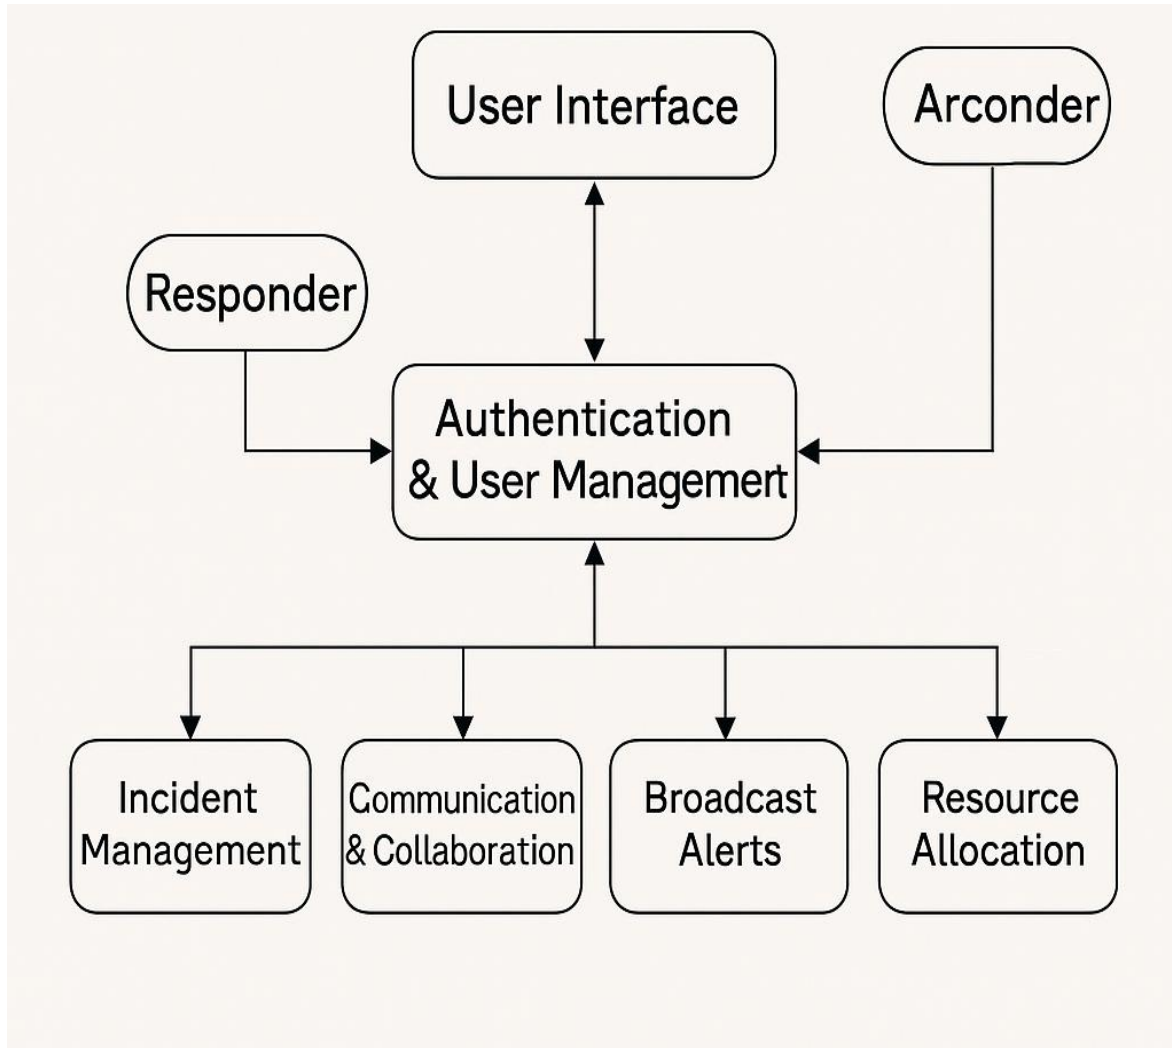 User Interface
Arconder
Responder
Authentication
& User Managemert
Incident
Management
Communication
& Collaboration
Broadcast
Alerts
Resource
Allocation